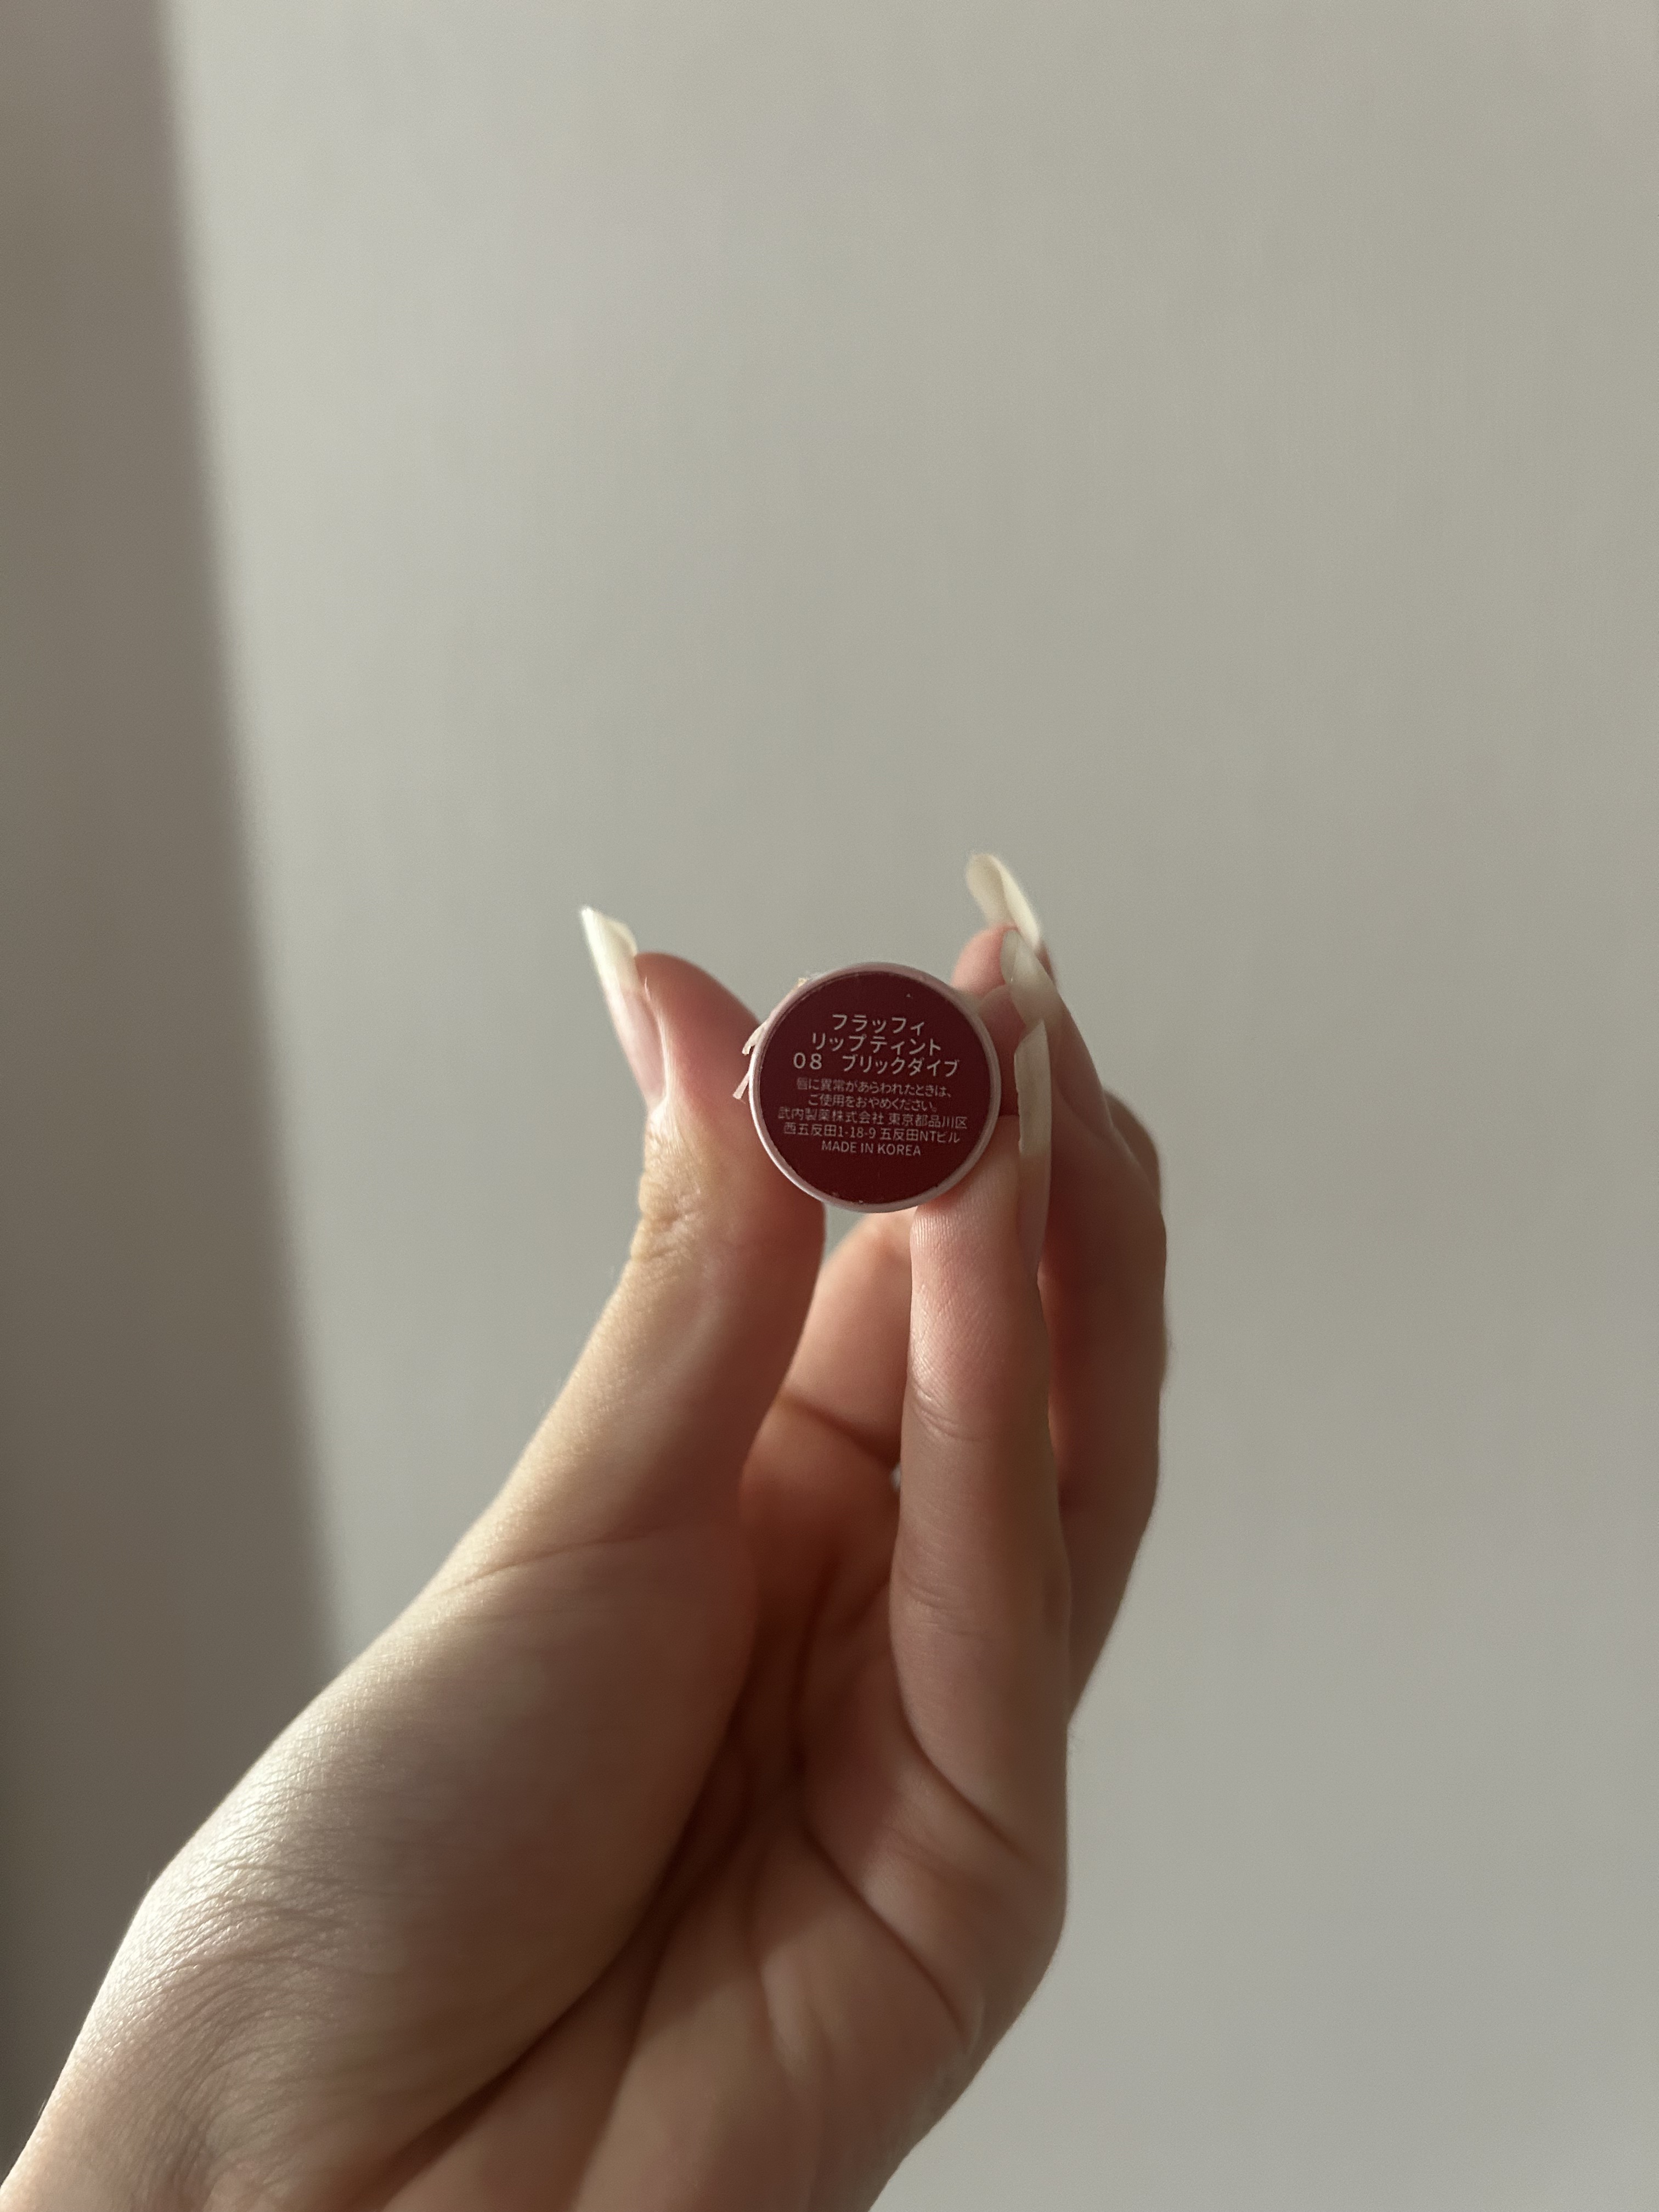 フラッフィ
リップティント
08 ブリックダイブ
唇に異常があらわれたときは、
ご使用をおやめください。
武内製薬株式会社 東京都品川区
西五反田1-18-9 五反田NTビル
MADE IN KOREA